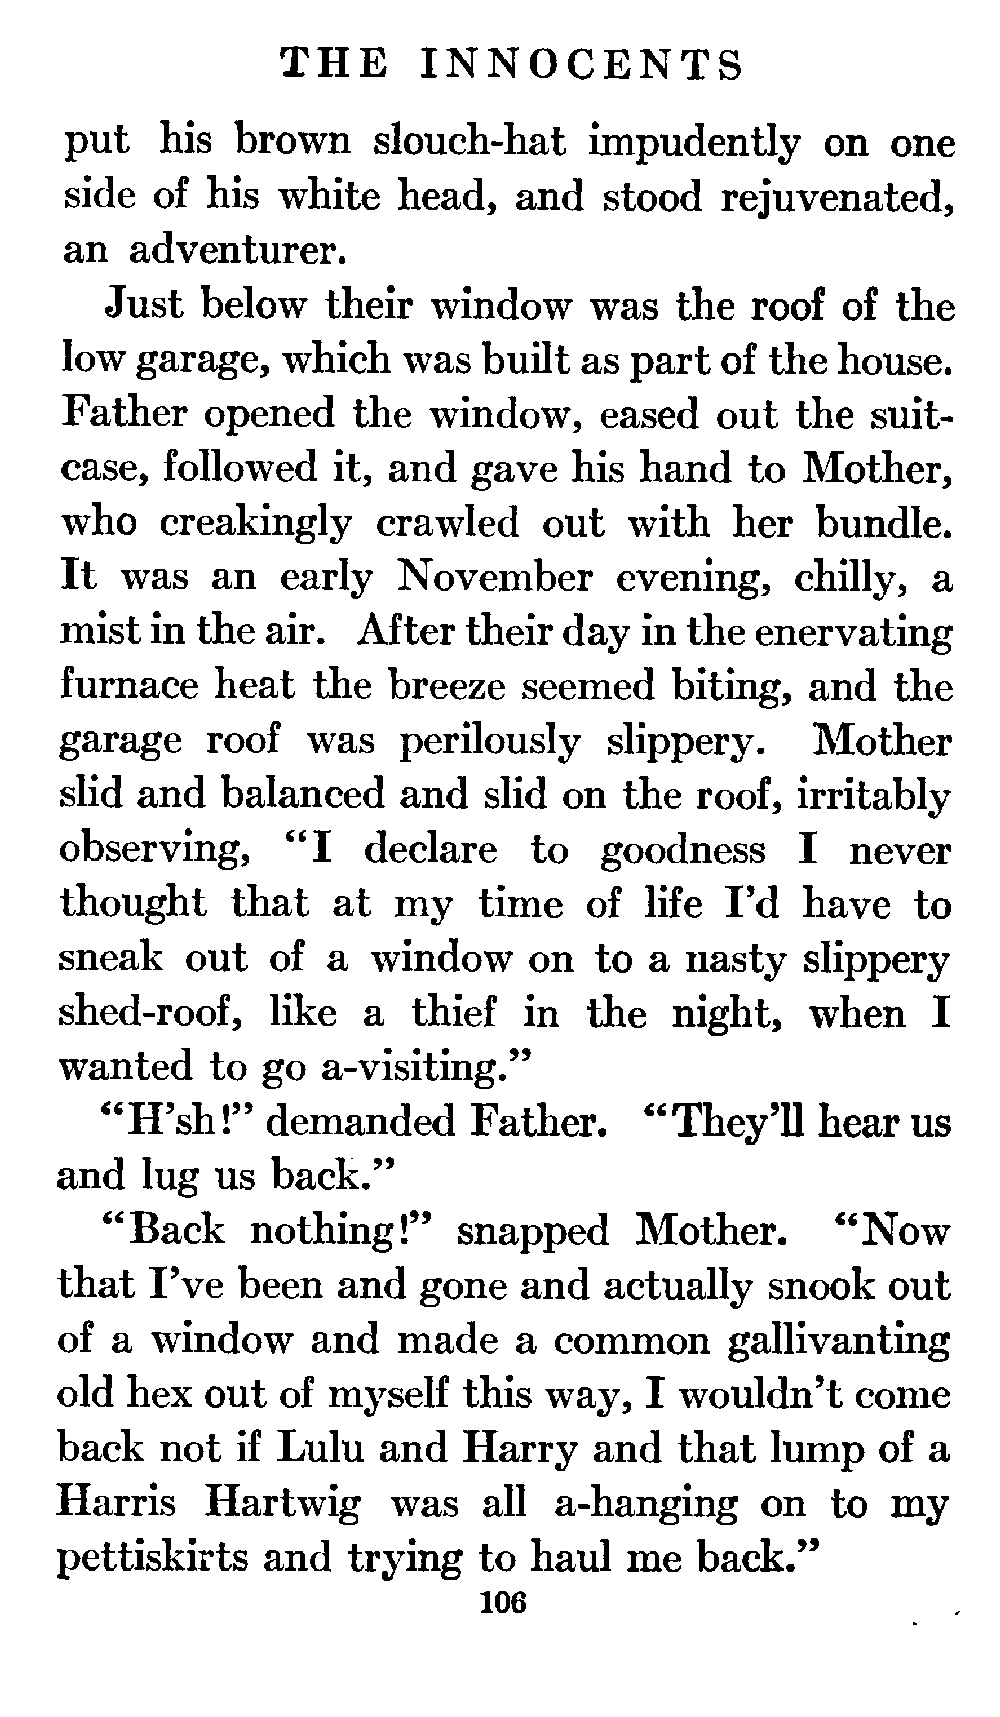 THE INNOCENTS
put his brown slouch-hat impudently on one
side of his white head, and stood rejuvenated,
an adventurer.
Just below their window was the roof of the
low garage, which was built as part of the house.
Father opened the window, eased out the suit-
case, followed it, and gave his hand to Mother,
who creakingly crawled out with her bundle.
It was an early November evening, chilly, a
mist in the air. After their day in the enervating
furnace heat the breeze seemed biting, and the
garage roof was perilously slippery. Mother
slid and balanced and slid on the roof, irritably
observing, “I declare to goodness I never
thought that at my time of life I’d have to
sneak out of a window on to a nasty slippery
shed-roof, like a thief in the night, when I
wanted to go a-visiting.”
“H’sh!” demanded Father. “They’ll hear us
and lug us back.”
“Back nothing!” snapped Mother. “Now
that I’ve been and gone and actually snook out
of a window and made a common gallivanting
old hex out of myself this way, I wouldn’t come
back not if Lulu and Harry and that lump of a
Harris Hartwig was all a-hanging on to my
pettiskirts and trying to haul me back.”
106